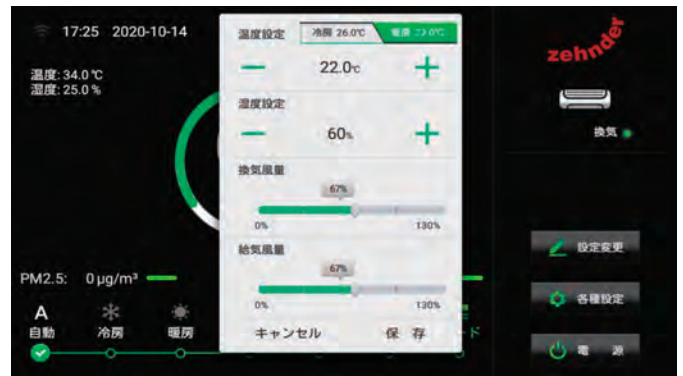 17:25 2020-10-14
温度: 34.0 ℃
湿度: 25.0 %
温度設定
冷房 26.0℃
暖房 22.0℃
22.0℃
湿度設定
60%
換気風量
67%
0% 130%
給気風量
67%
0% 130%
キャンセル 保 存
PM2.5: 0 µg/m³
A
自動 冷房 暖房
ド
zehnder
換気
設定変更
各種設定
電 源